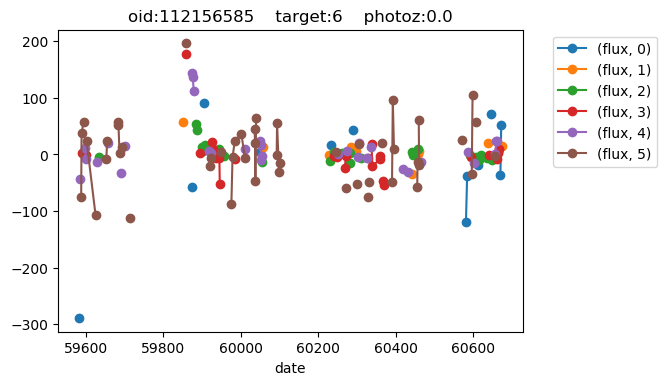 oid:112156585    target:6    photoz:0.0
200
100
0
−100
−200
−300
59600
59800
60000
60200
60400
60600
date
(flux, 0)
(flux, 1)
(flux, 2)
(flux, 3)
(flux, 4)
(flux, 5)